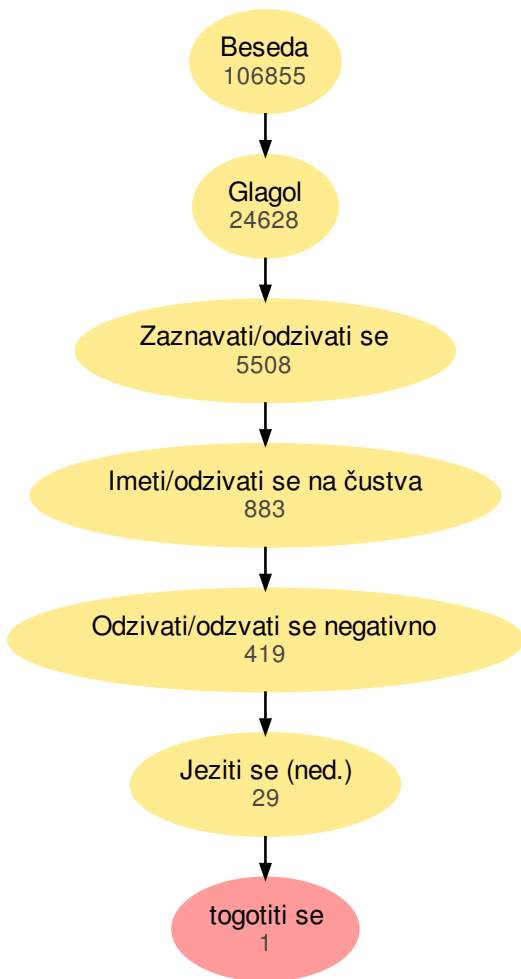 Beseda
106855
Glagol
24628
Zaznavati/odzivati se
5508
Imeti/odzivati se na čustva
883
Odzivati/odzvati se negativno
419
Jeziti se (ned.)
29
togotiti se
1